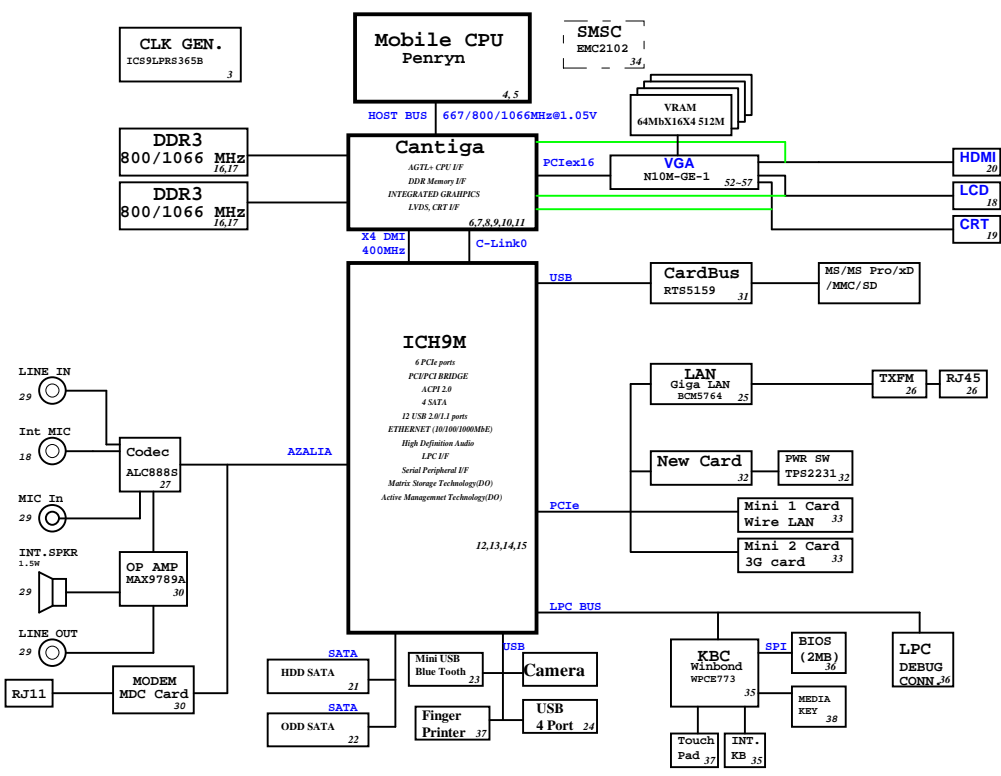 CLK GEN.
ICS9LPRS365B
3
Mobile CPU
Penryn
4, 5
SMSC
EMC2102
34
HOST BUS
667/800/1066MHz@1.05V
VRAM
64MbX16X4 512M
DDR3
800/1066 MHz
16,17
DDR3
800/1066 MHz
16,17
Cantiga
AGTL+ CPU I/F
DDR Memory I/F
INTEGRATED GRAHPICS
LVDS, CRT I/F
6,7,8,9,10,11
PCIex16
VGA
N10M-GE-1
52~57
HDMI
20
LCD
18
CRT
19
X4 DMI
400MHz
C-Link0
ICH9M
6 PCIe ports
PCI/PCI BRIDGE
ACPI 2.0
4 SATA
12 USB 2.0/1.1 ports
ETHERNET (10/100/1000MbE)
High Definition Audio
LPC I/F
Serial Peripheral I/F
Matrix Storage Technology(DO)
Active Managemnet Technology(DO)
12,13,14,15
USB
CardBus
RTS5159
31
MS/MS Pro/xD
/MMC/SD
LAN
Giga LAN
BCM5764
25
TXFM
26
RJ45
26
New Card
32
PWR SW
TPS2231
32
PCIe
Mini 1 Card
Wire LAN
33
Mini 2 Card
3G card
33
LINE IN
29
Int MIC
18
Codec
ALC888S
27
AZALIA
MIC In
29
INT.SPKR
1.5W
29
OP AMP
MAX9789A
30
LINE OUT
29
RJ11
MODEM
MDC Card
30
SATA
HDD SATA
21
SATA
ODD SATA
22
USB
Mini USB
Blue Tooth
23
Camera
Finger
Printer
37
USB
4 Port
24
LPC BUS
KBC
Winbond
WPCE773
35
SPI
BIOS
(2MB)
36
LPC
DEBUG
CONN.
36
MEDIA
KEY
38
Touch
Pad
37
INT.
KB
35